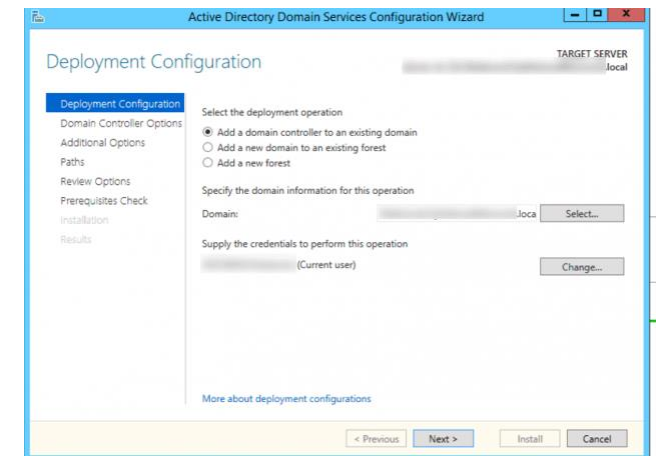 Active Directory Domain Services Configuration Wizard
Deployment Configuration
TARGET SERVER
.local
Deployment Configuration
Domain Controller Options
Additional Options
Paths
Review Options
Prerequisites Check
Installation
Results
Select the deployment operation
Add a domain controller to an existing domain
Add a new domain to an existing forest
Add a new forest
Specify the domain information for this operation
Domain: .loca Select...
Supply the credentials to perform this operation
(Current user) Change...
More about deployment configurations
< Previous Next > Install Cancel